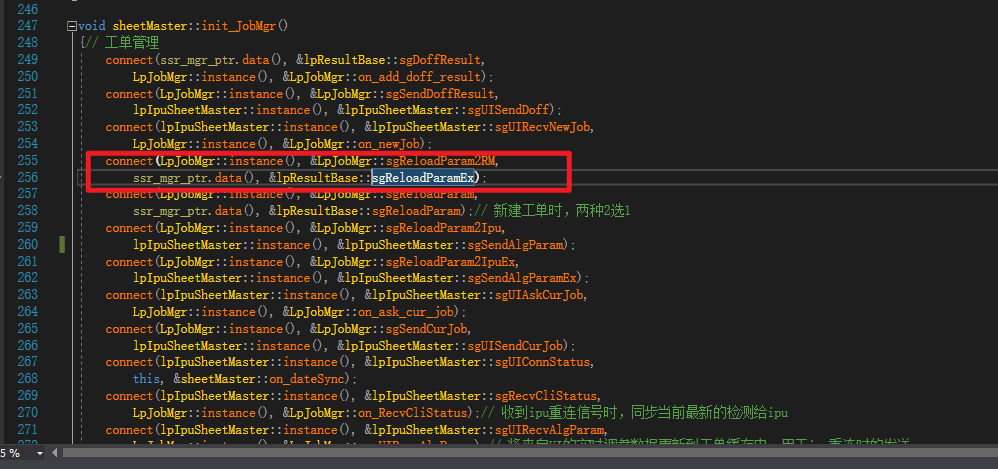 246
247 void sheetMaster::init_JobMgr()
248 {// 工单管理
249 connect(ssr_mgr_ptr.data(), &lpResultBase::sgDoffResult,
250 LpJobMgr::instance(), &LpJobMgr::on_add_doff_result);
251 connect(LpJobMgr::instance(), &LpJobMgr::sgSendDoffResult,
252 lpIpuSheetMaster::instance(), &lpIpuSheetMaster::sgUISendDoff);
253 connect(lpIpuSheetMaster::instance(), &lpIpuSheetMaster::sgUIRecvNewJob,
254 LpJobMgr::instance(), &LpJobMgr::on_newJob);
255 connect(LpJobMgr::instance(), &LpJobMgr::sgReloadParam2RM,
256 ssr_mgr_ptr.data(), &lpResultBase::sgReloadParamEx);
257 connect(LpJobMgr::instance(), &LpJobMgr::sgReloadParam,
258 ssr_mgr_ptr.data(), &lpResultBase::sgReloadParam);// 新建工单时，两种2选1
259 connect(LpJobMgr::instance(), &LpJobMgr::sgReloadParam2Ipu,
260 lpIpuSheetMaster::instance(), &lpIpuSheetMaster::sgSendAlgParam);
261 connect(LpJobMgr::instance(), &LpJobMgr::sgReloadParam2IpuEx,
262 lpIpuSheetMaster::instance(), &lpIpuSheetMaster::sgSendAlgParamEx);
263 connect(lpIpuSheetMaster::instance(), &lpIpuSheetMaster::sgUIAskCurJob,
264 LpJobMgr::instance(), &LpJobMgr::on_ask_cur_job);
265 connect(LpJobMgr::instance(), &LpJobMgr::sgSendCurJob,
266 lpIpuSheetMaster::instance(), &lpIpuSheetMaster::sgUISendCurJob);
267 connect(lpIpuSheetMaster::instance(), &lpIpuSheetMaster::sgUIConnStatus,
268 this, &sheetMaster::on_dateSync);
269 connect(lpIpuSheetMaster::instance(), &lpIpuSheetMaster::sgRecvCliStatus,
270 LpJobMgr::instance(), &LpJobMgr::on_RecvCliStatus);// 收到ipu重连信号时，同步当前最新的检测给ipu
271 connect(lpIpuSheetMaster::instance(), &lpIpuSheetMaster::sgUIRecvAlgParam,
5 %